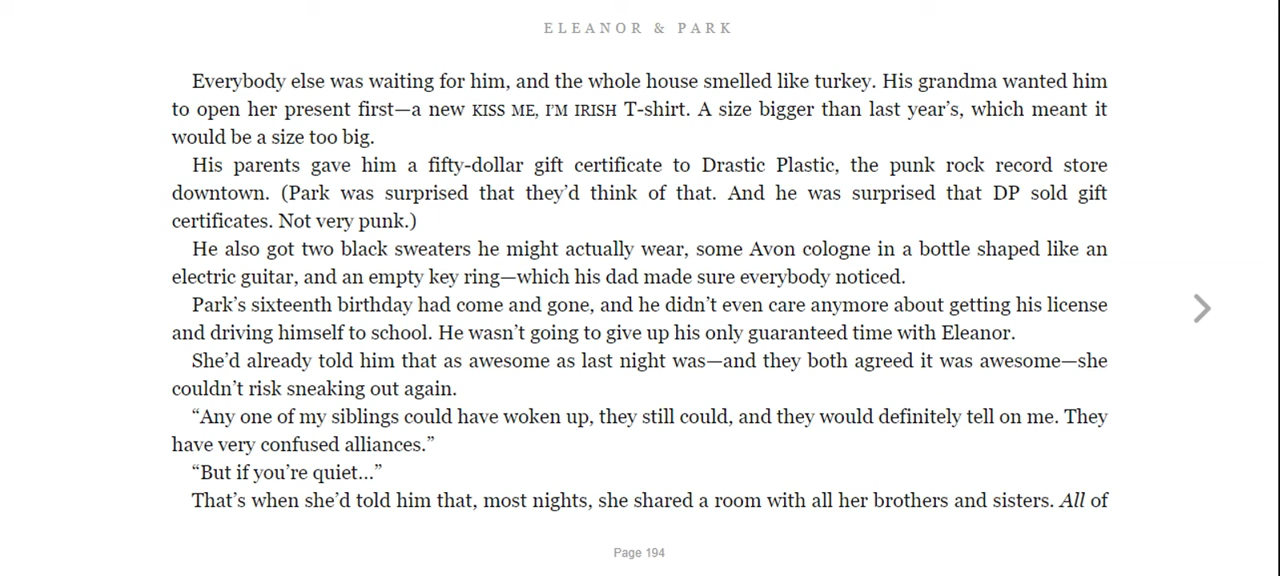 ELEANOR & PARK
Everybody else was waiting for him, and the whole house smelled like turkey. His grandma wanted him
to open her present first—a new KISS ME, I’M IRISH T-shirt. A size bigger than last year’s, which meant it
would be a size too big.
His parents gave him a fifty-dollar gift certificate to Drastic Plastic, the punk rock record store
downtown. (Park was surprised that they’d think of that. And he was surprised that DP sold gift
certificates. Not very punk.)
He also got two black sweaters he might actually wear, some Avon cologne in a bottle shaped like an
electric guitar, and an empty key ring—which his dad made sure everybody noticed.
Park’s sixteenth birthday had come and gone, and he didn’t even care anymore about getting his license
and driving himself to school. He wasn’t going to give up his only guaranteed time with Eleanor.
She’d already told him that as awesome as last night was—and they both agreed it was awesome—she
couldn’t risk sneaking out again.
“Any one of my siblings could have woken up, they still could, and they would definitely tell on me. They
have very confused alliances.”
“But if you’re quiet…”
That’s when she’d told him that, most nights, she shared a room with all her brothers and sisters. All of
Page 194